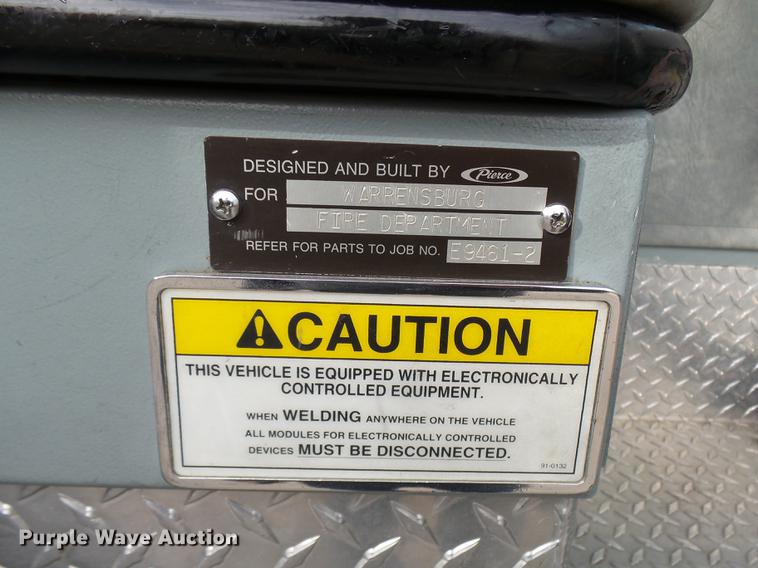 DESIGNED AND BUILT BY Pierce
FOR WARRENSBURG
FIRE DEPARTMENT
REFER FOR PARTS TO JOB NO. E9461-2
CAUTION
THIS VEHICLE IS EQUIPPED WITH ELECTRONICALLY
CONTROLLED EQUIPMENT.
WHEN WELDING ANYWHERE ON THE VEHICLE
ALL MODULES FOR ELECTRONICALLY CONTROLLED
DEVICES MUST BE DISCONNECTED.
91-0132
Purple Wave Auction